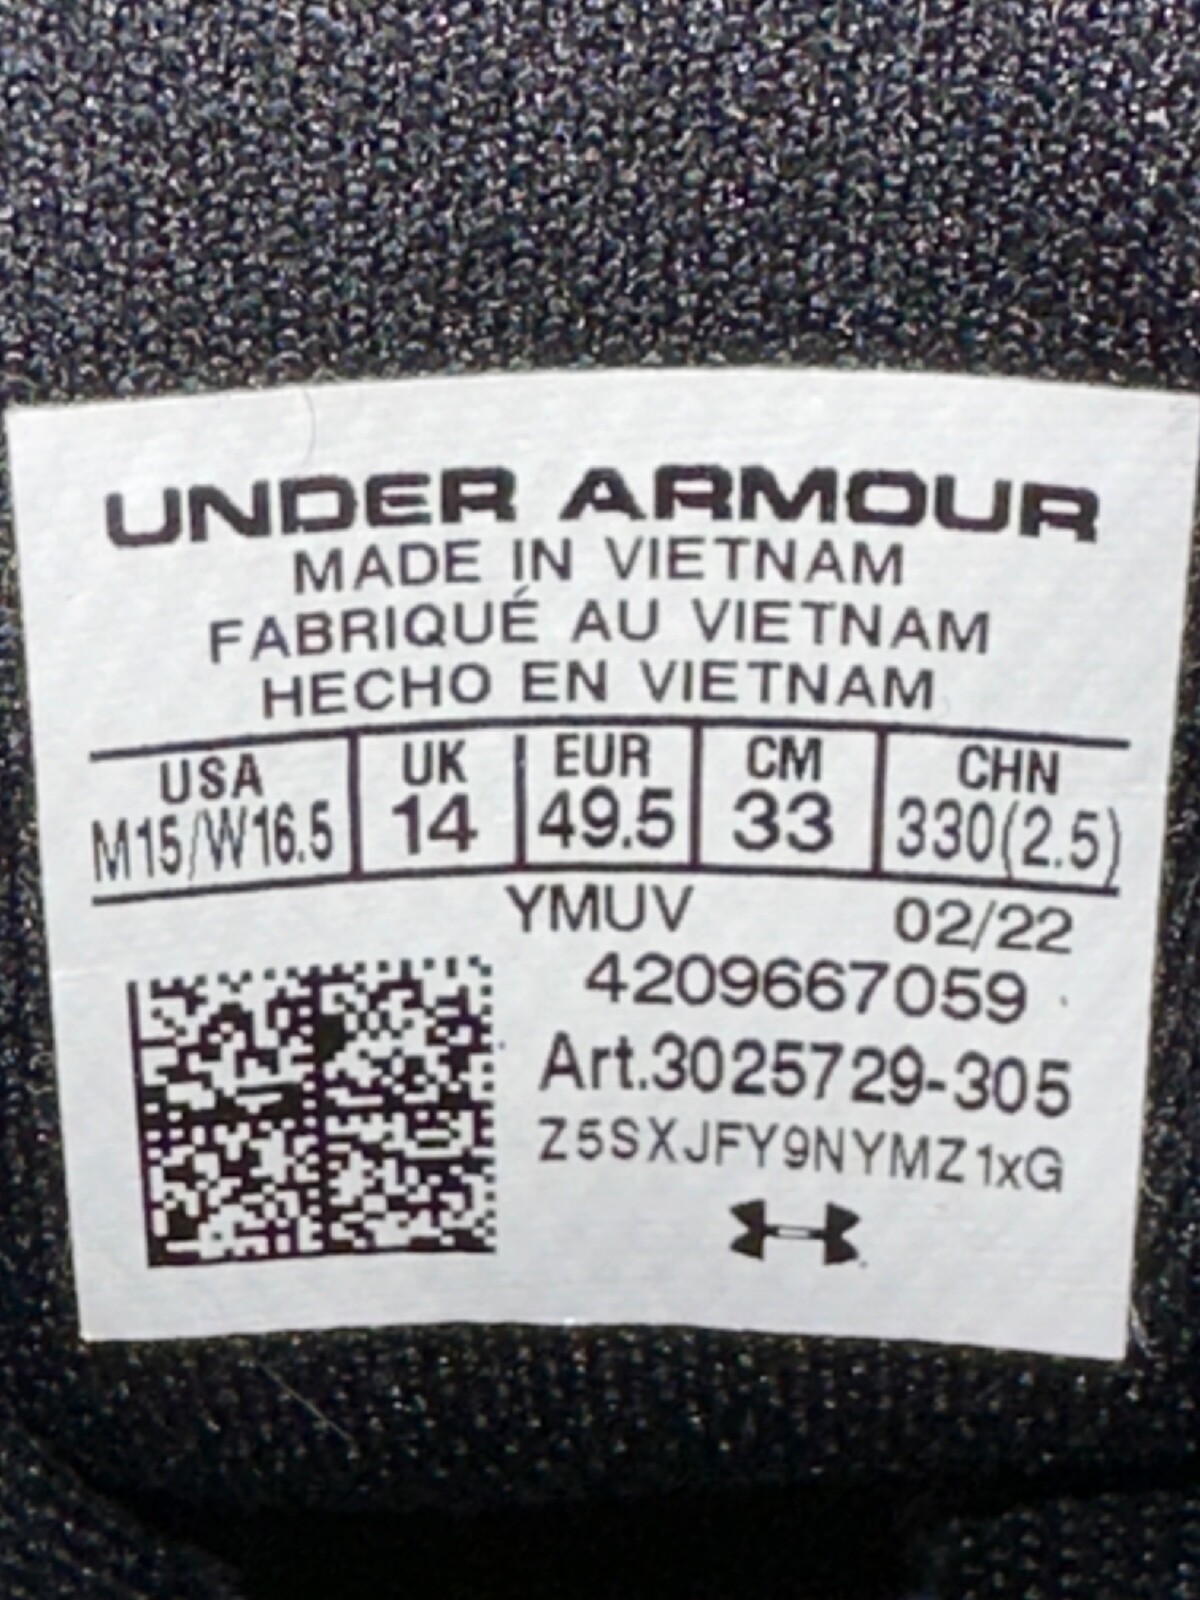 UNDER ARMOUR
MADE IN VIETNAM
FABRIQUÉ AU VIETNAM
HECHO EN VIETNAM
USA UK EUR CM CHN
M15/W16.5 14 49.5 33 330(2.5)
YMUV 02/22
4209667059
Art.3025729-305
Z5SXJFY9NYMZ1xG